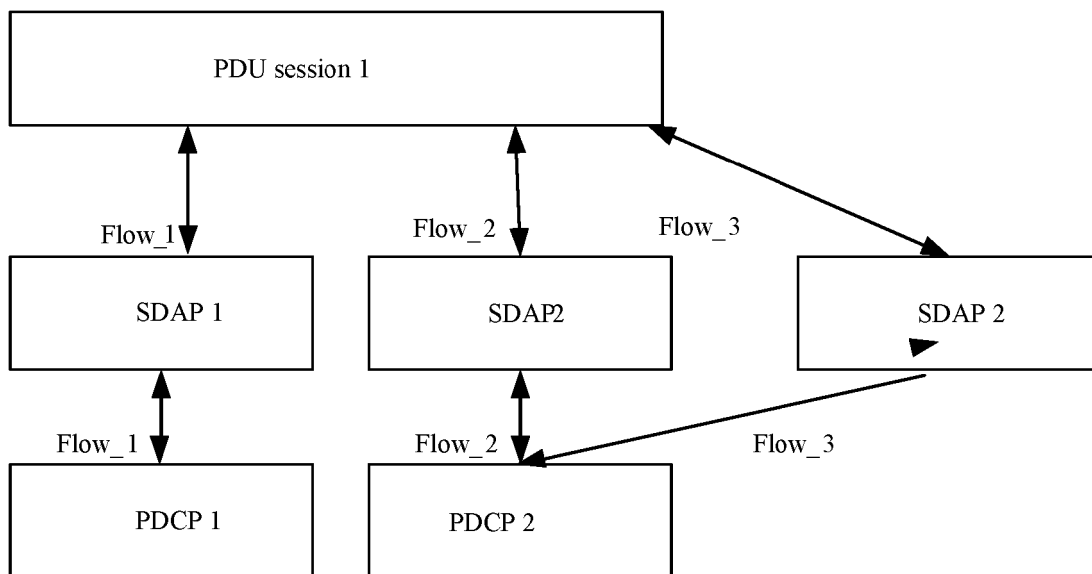 PDU session 1
Flow_1
Flow_2
Flow_3
SDAP 1
SDAP2
SDAP 2
Flow_1
Flow_2
Flow_3
PDCP 1
PDCP 2